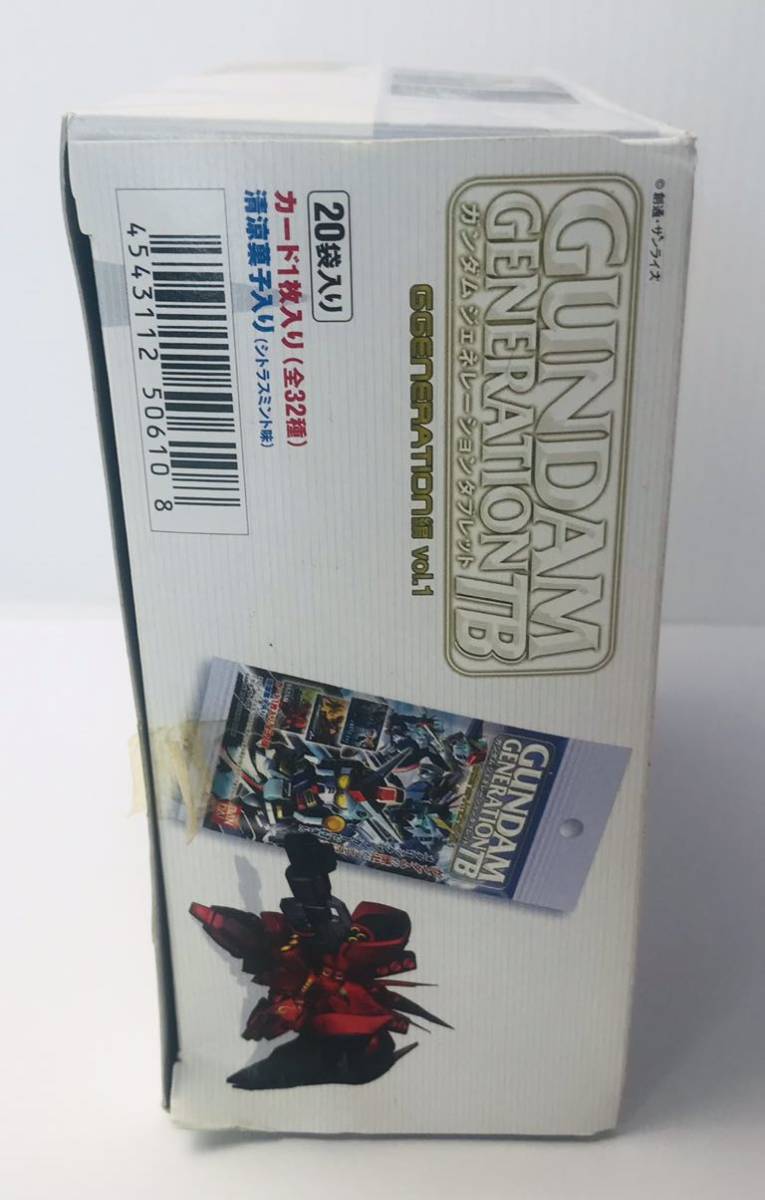 © 創通・サンライズ
GUNDAM
GENERATION TB
ガンダム ジェネレーションタブレット
GGENERATION編 vol.1
20袋入り
カード1枚入り(全32種)
清涼菓子入り(シトラスミント味)
4543112 50610 8
GUNDAM
GENERATION TB